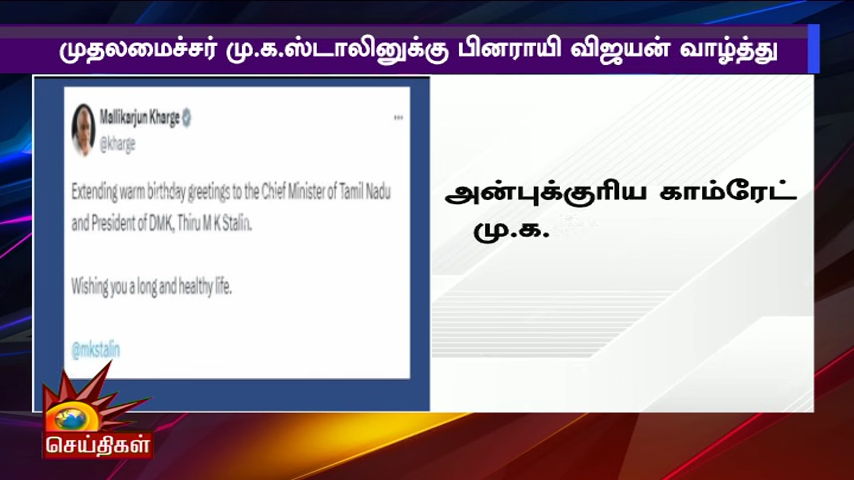 முதலமைச்சர் மு.க.ஸ்டாலினுக்கு பினராயி விஜயன் வாழ்த்து
Mallikarjun Kharge
@kharge
Extending warm birthday greetings to the Chief Minister of Tamil Nadu
and President of DMK, Thiru M K Stalin.
Wishing you a long and healthy life.
@mkstalin
அன்புக்குரிய காம்ரேட்
மு.க.
செய்திகள்